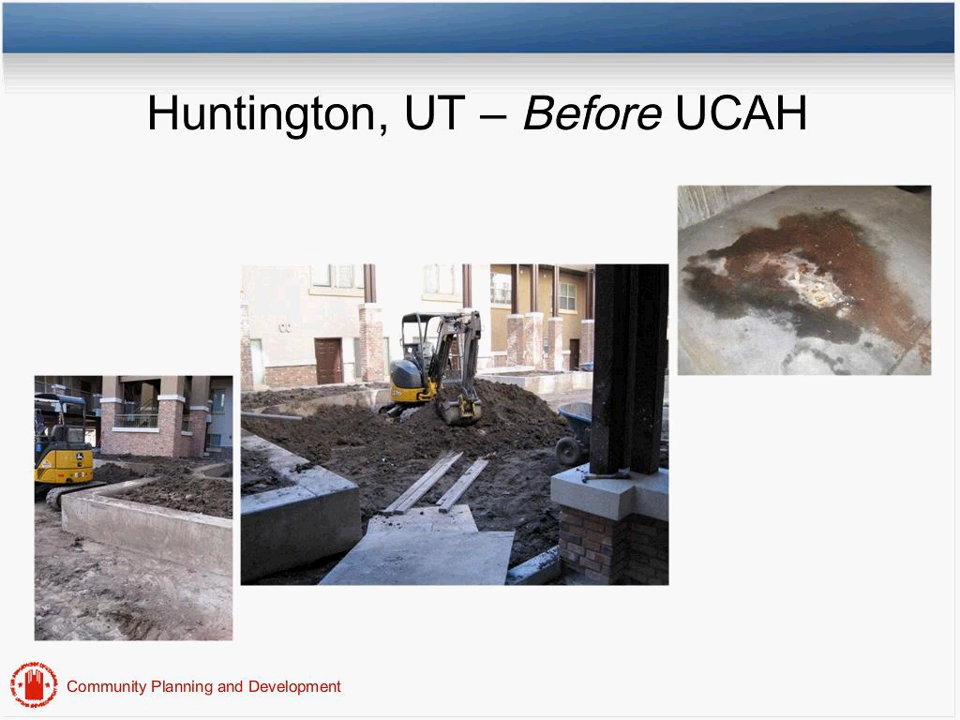 Huntington, UT – Before UCAH
Community Planning and Development